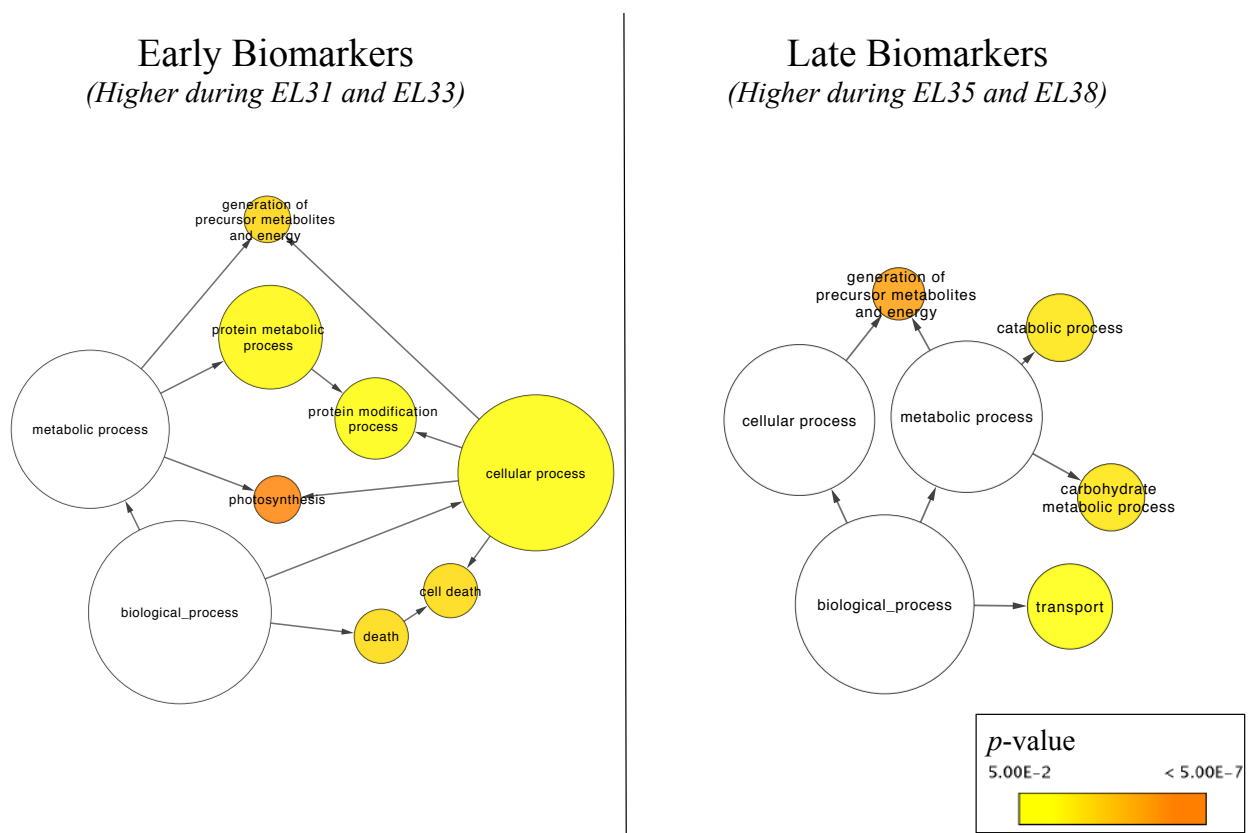 Early Biomarkers
(Higher during EL31 and EL33)
generation of
precursor metabolites
and energy
protein metabolic
process
protein modification
process
metabolic process
cellular process
photosynthesis
cell death
biological_process
death
Late Biomarkers
(Higher during EL35 and EL38)
generation of
precursor metabolites
and energy
catabolic process
cellular process
metabolic process
carbohydrate
metabolic process
biological_process
transport
p-value
5.00E-2
< 5.00E-7